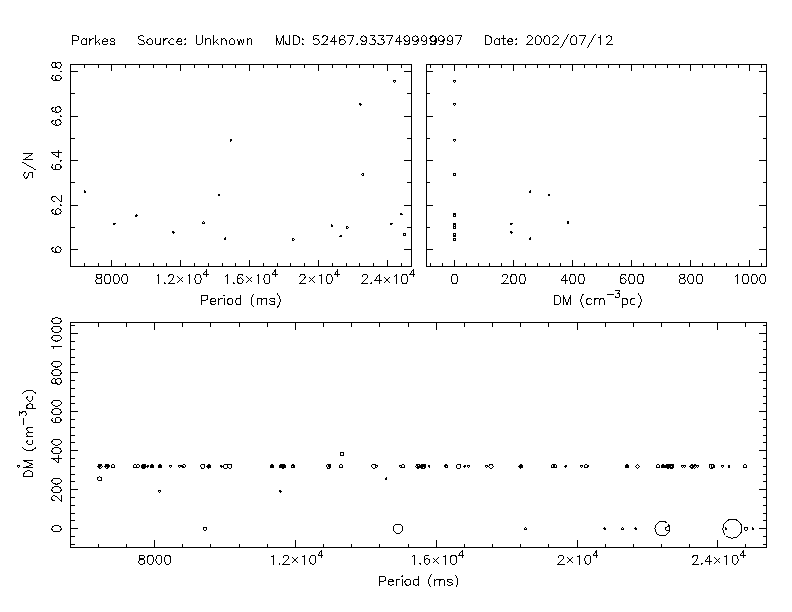 Parkes Source: Unknown MJD: 52467.933749999997 Date: 2002/07/12
6.8
6.6
6.4
6.2
6
S/N
8000 1.2×10⁴ 1.6×10⁴ 2×10⁴ 2.4×10⁴
Period (ms)
0 200 400 600 800 1000
DM (cm⁻³pc)
1000
800
600
400
200
0
DM (cm⁻³pc)
8000 1.2×10⁴ 1.6×10⁴ 2×10⁴ 2.4×10⁴
Period (ms)